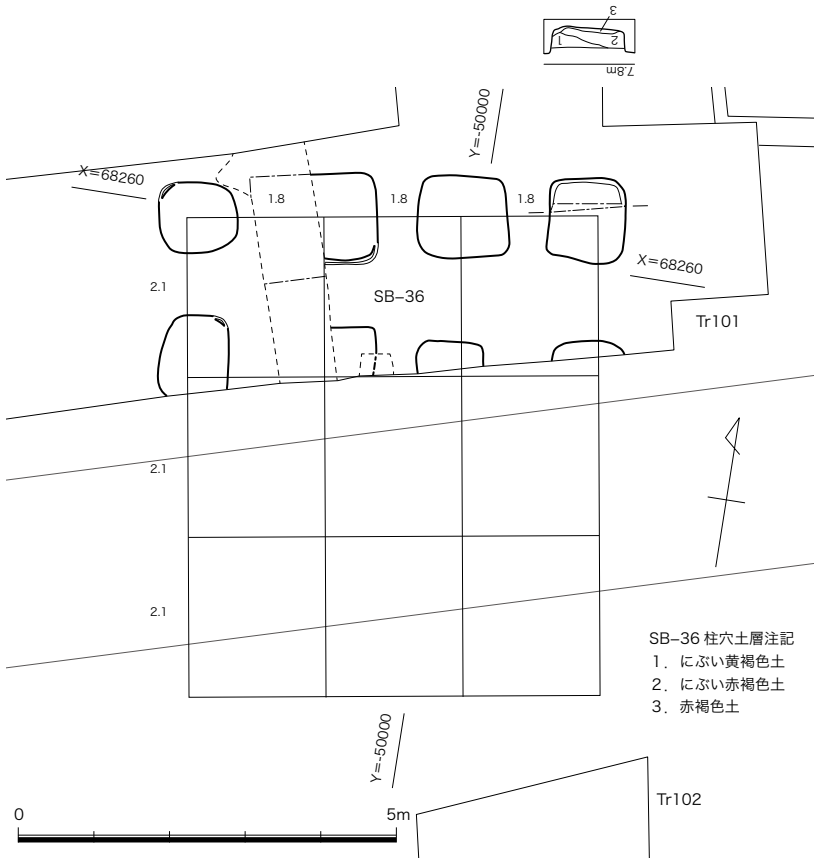 3
1
2
7.8m
Y=-50000
X=68260
1.8
1.8
1.8
X=68260
2.1
SB-36
Tr101
2.1
2.1
SB-36 柱穴土層注記
1. にぶい黄褐色土
2. にぶい赤褐色土
3. 赤褐色土
Y=-50000
Tr102
0
5m